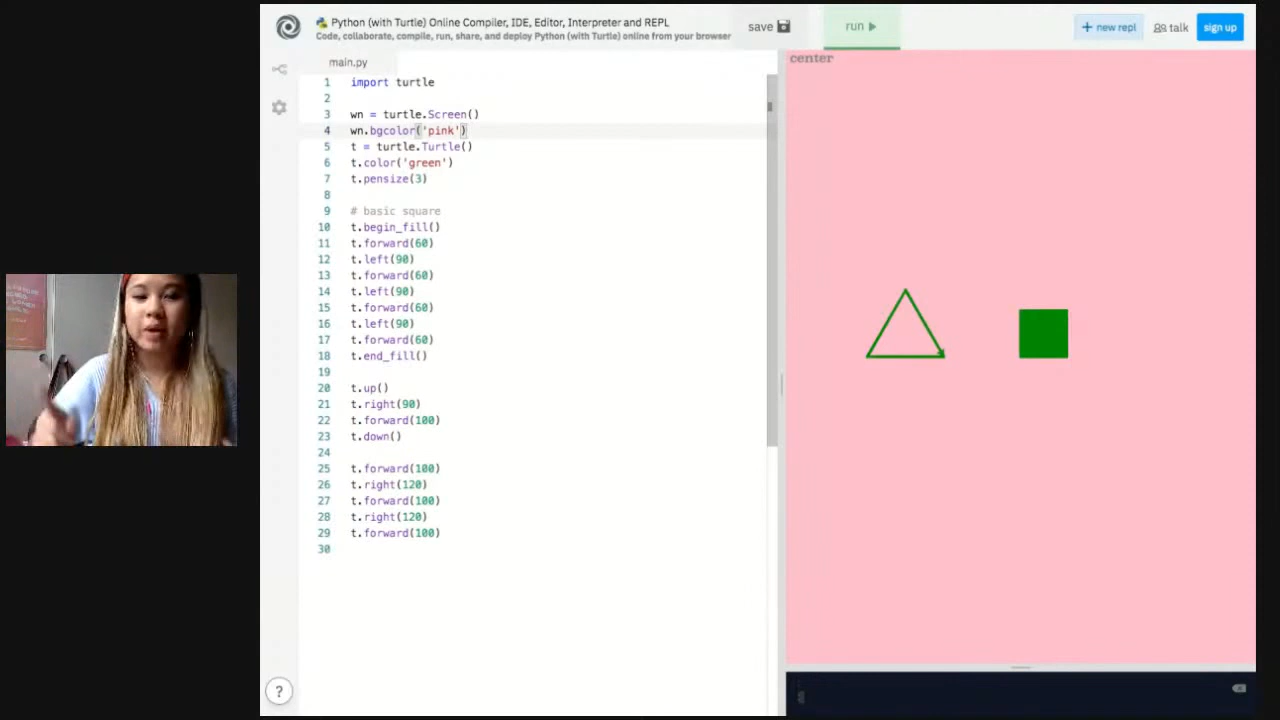 Python (with Turtle) Online Compiler, IDE, Editor, Interpreter and REPL
Code, collaborate, compile, run, share, and deploy Python (with Turtle) online from your browser
save
run
+ new repl
talk
sign up
main.py
center
1 import turtle
2
3 wn = turtle.Screen()
4 wn.bgcolor('pink')
5 t = turtle.Turtle()
6 t.color('green')
7 t.pensize(3)
8
9 # basic square
10 t.begin_fill()
11 t.forward(60)
12 t.left(90)
13 t.forward(60)
14 t.left(90)
15 t.forward(60)
16 t.left(90)
17 t.forward(60)
18 t.end_fill()
19
20 t.up()
21 t.right(90)
22 t.forward(100)
23 t.down()
24
25 t.forward(100)
26 t.right(120)
27 t.forward(100)
28 t.right(120)
29 t.forward(100)
30
?